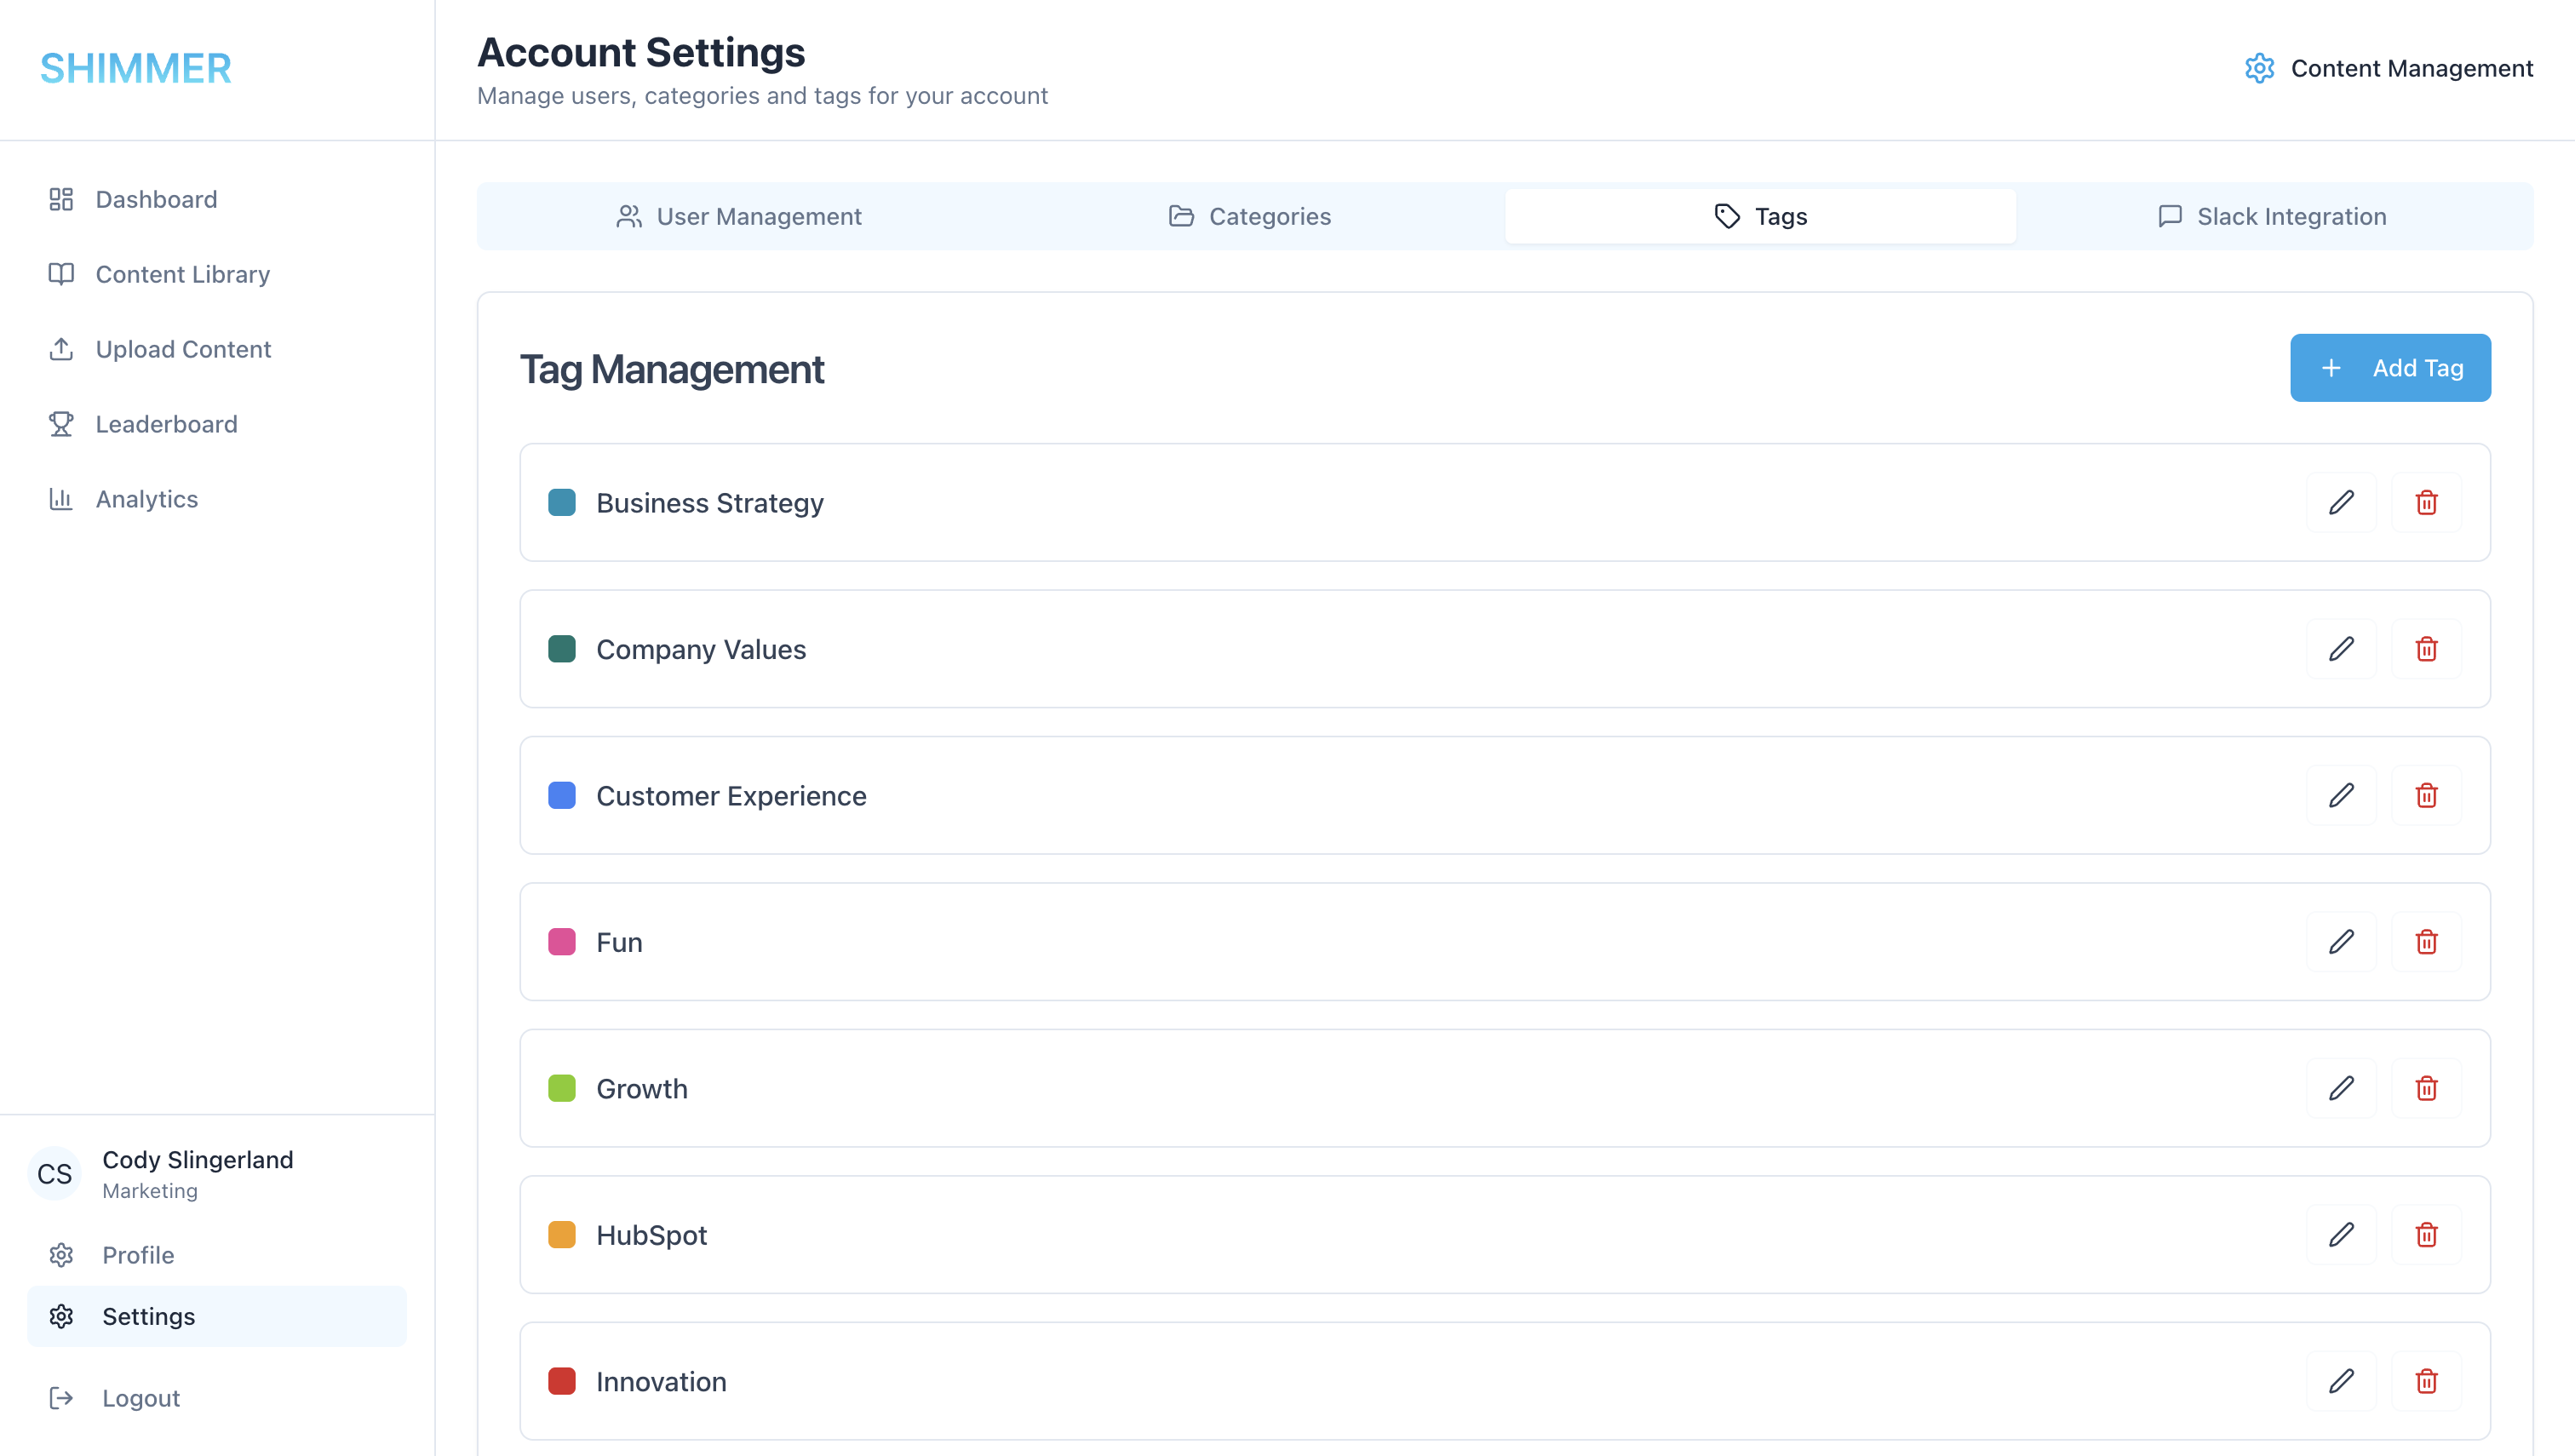 SHIMMER
Dashboard
Content Library
Upload Content
Leaderboard
Analytics
CS
Cody Slingerland
Marketing
Profile
Settings
Logout
Account Settings
Manage users, categories and tags for your account
Content Management
User Management
Categories
Tags
Slack Integration
Tag Management
Add Tag
Business Strategy
Company Values
Customer Experience
Fun
Growth
HubSpot
Innovation